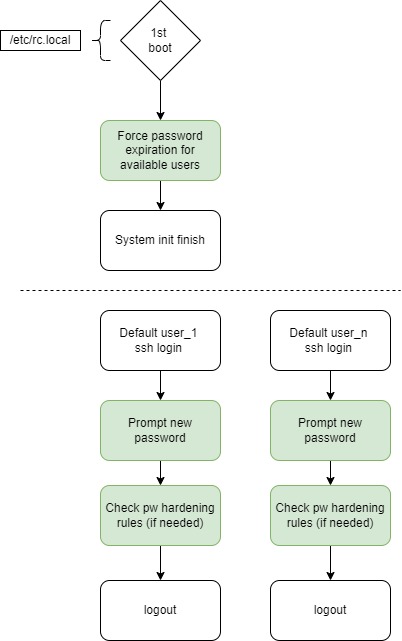 /etc/rc.local
1st
boot
Force password
expiration for
available users
System init finish
Default user_1
ssh login
Prompt new
password
Check pw hardening
rules (if needed)
logout
Default user_n
ssh login
Prompt new
password
Check pw hardening
rules (if needed)
logout